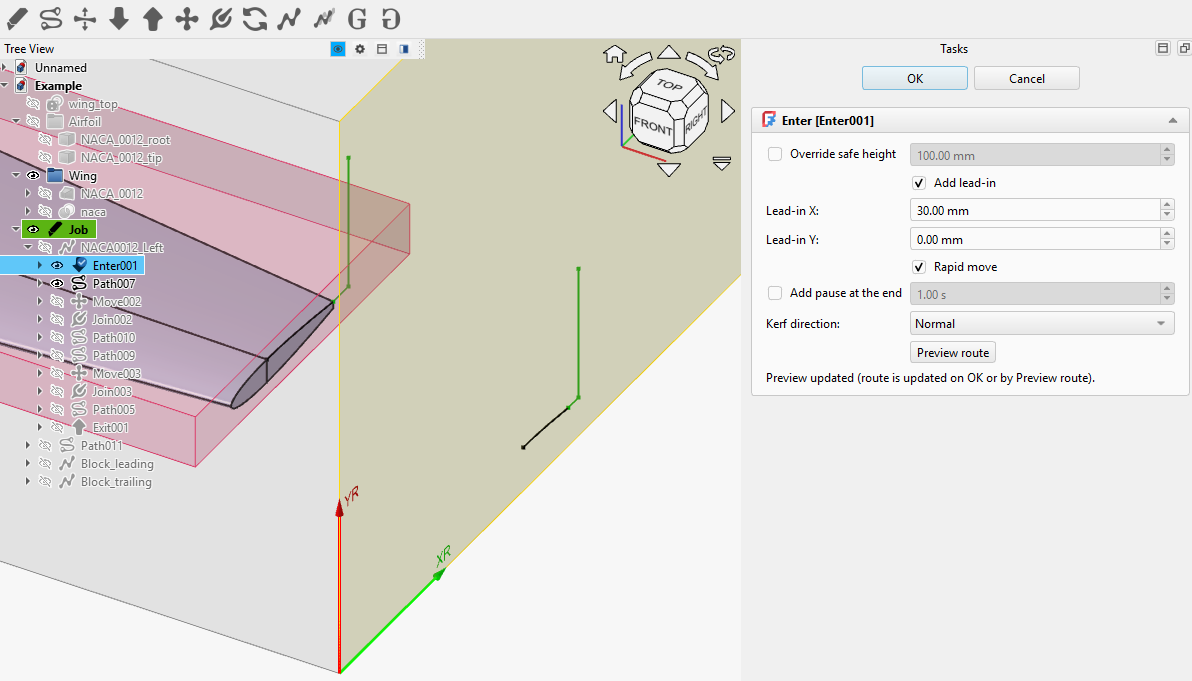 Tree View
Unnamed
Example
wing_top
Airfoil
NACA_0012_root
NACA_0012_tip
Wing
NACA_0012
naca
Job
NACA0012_Left
Enter001
Path007
Move002
Join002
Path010
Path009
Move003
Join003
Path005
Exit001
Path011
Block_leading
Block_trailing
TOP
FRONT
RIGHT
YR
XR
Tasks
OK
Cancel
Enter [Enter001]
Override safe height
100.00 mm
Add lead-in
Lead-in X:
30.00 mm
Lead-in Y:
0.00 mm
Rapid move
Add pause at the end
1.00 s
Kerf direction:
Normal
Preview route
Preview updated (route is updated on OK or by Preview route).